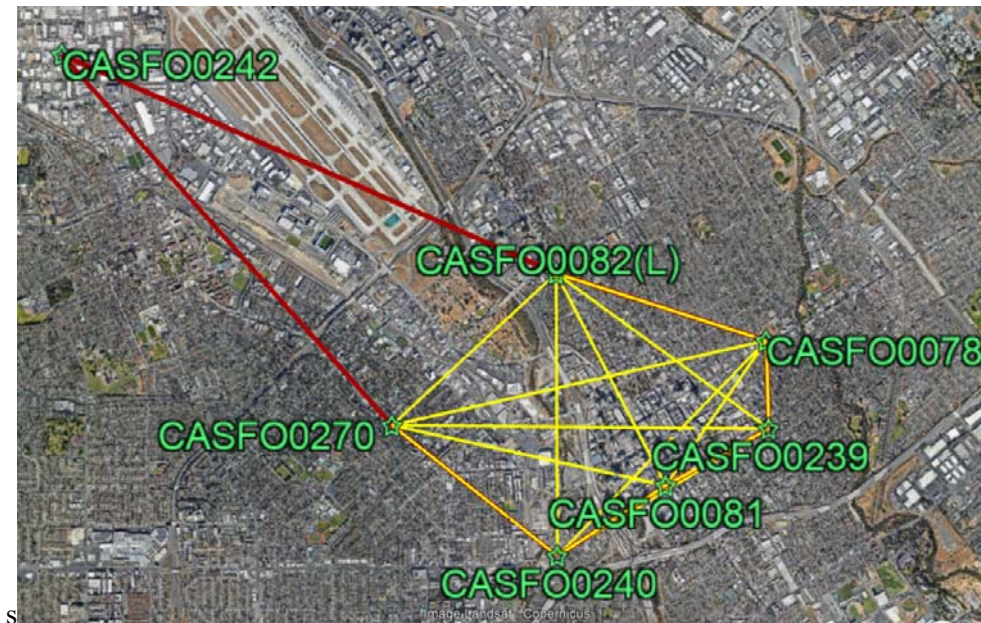 CASFO0242
CASFO0082(L)
CASFO0078
CASFO0270
CASFO0239
CASFO0081
CASFO0240
Image Landsat / Copernicus
s